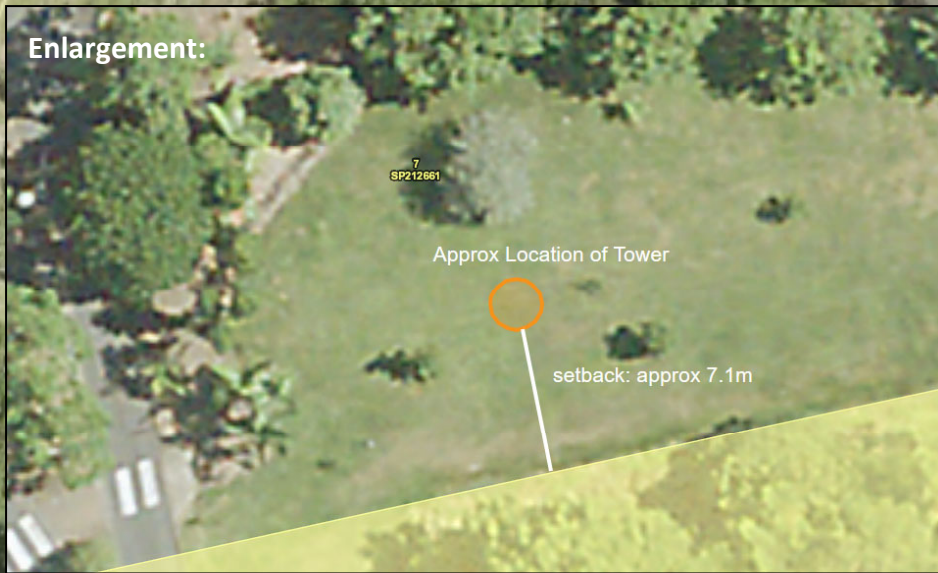 Enlargement:
7
SP212661
Approx Location of Tower
setback: approx 7.1m